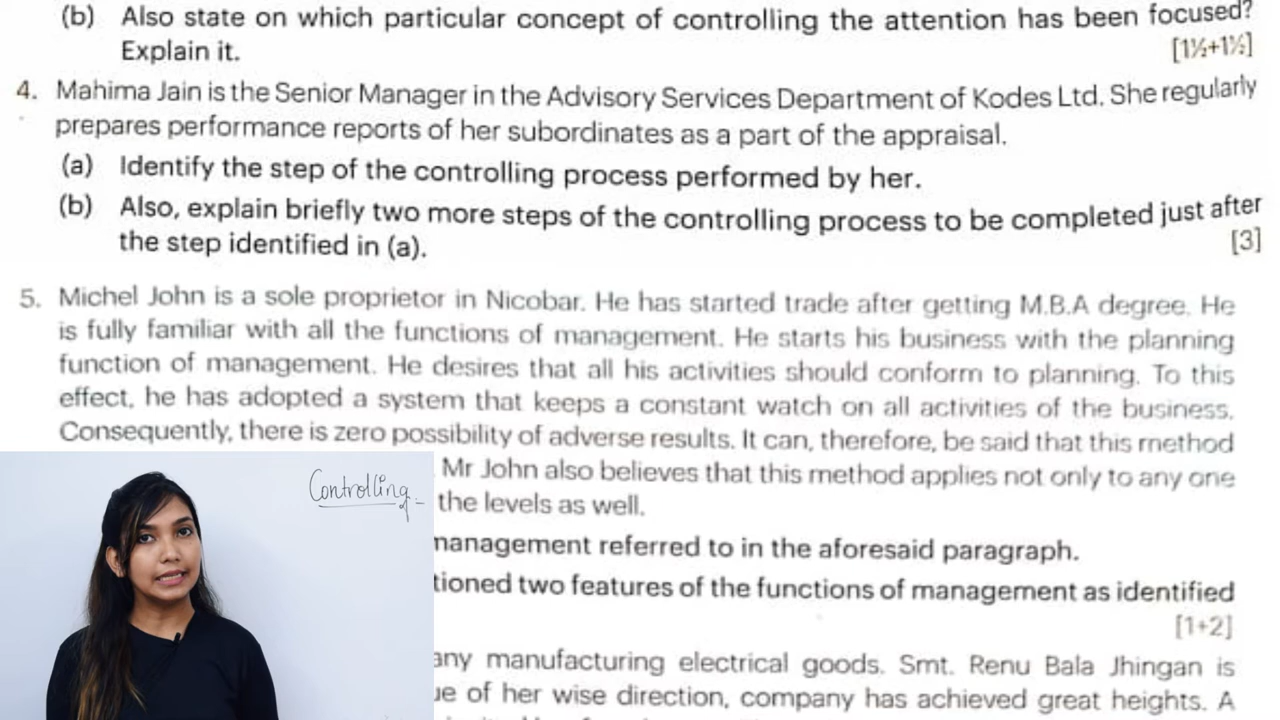 (b) Also state on which particular concept of controlling the attention has been focused?
Explain it. [1½+1½]
4. Mahima Jain is the Senior Manager in the Advisory Services Department of Kodes Ltd. She regularly
prepares performance reports of her subordinates as a part of the appraisal.
(a) Identify the step of the controlling process performed by her.
(b) Also, explain briefly two more steps of the controlling process to be completed just after
the step identified in (a). [3]
5. Michel John is a sole proprietor in Nicobar. He has started trade after getting M.B.A degree. He
is fully familiar with all the functions of management. He starts his business with the planning
function of management. He desires that all his activities should conform to planning. To this
effect, he has adopted a system that keeps a constant watch on all activities of the business.
Consequently, there is zero possibility of adverse results. It can, therefore, be said that this method
. Mr John also believes that this method applies not only to any one
the levels as well.
management referred to in the aforesaid paragraph.
tioned two features of the functions of management as identified
[1+2]
any manufacturing electrical goods. Smt. Renu Bala Jhingan is
ue of her wise direction, company has achieved great heights. A
Controlling -